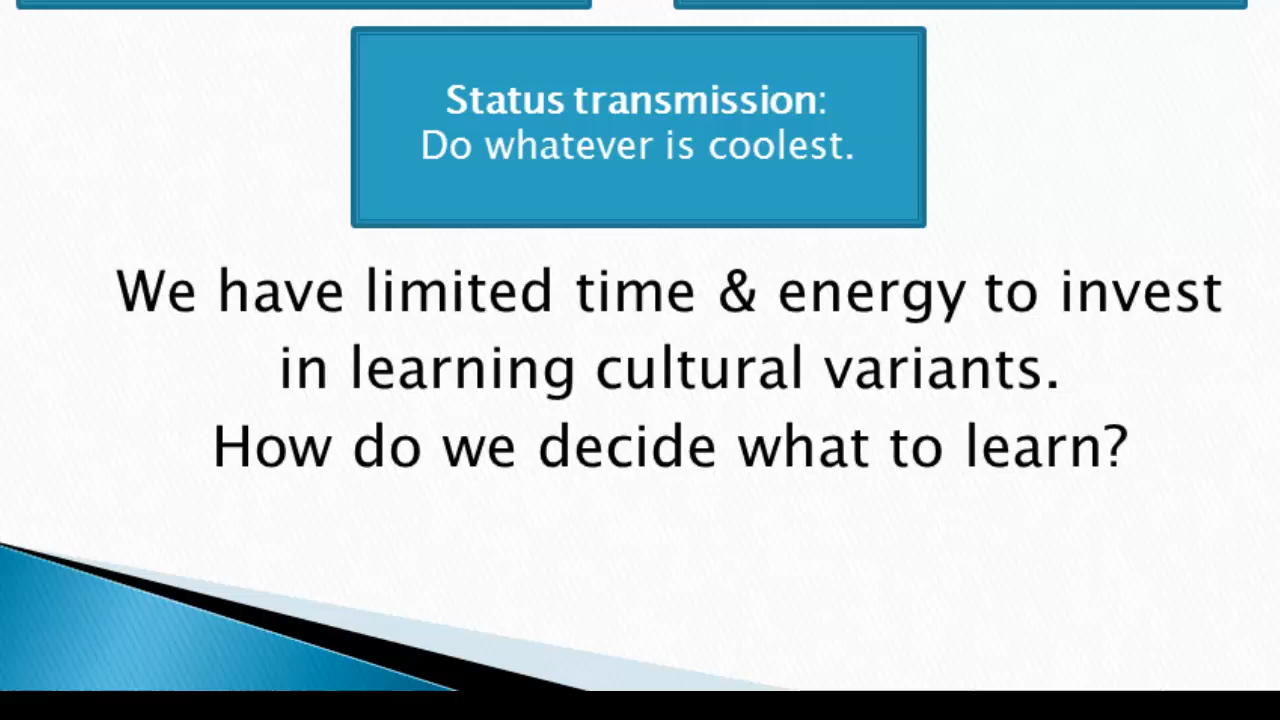 Status transmission:
Do whatever is coolest.
We have limited time & energy to invest
in learning cultural variants.
How do we decide what to learn?